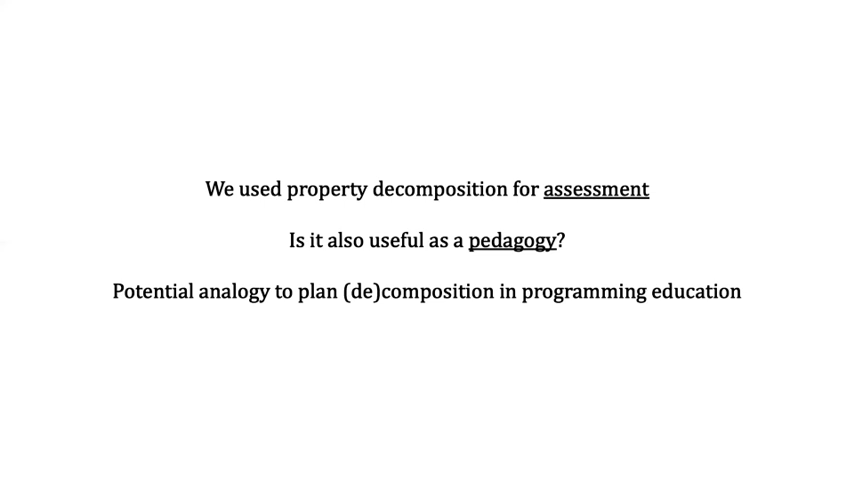 We used property decomposition for assessment
Is it also useful as a pedagogy?
Potential analogy to plan (de)composition in programming education